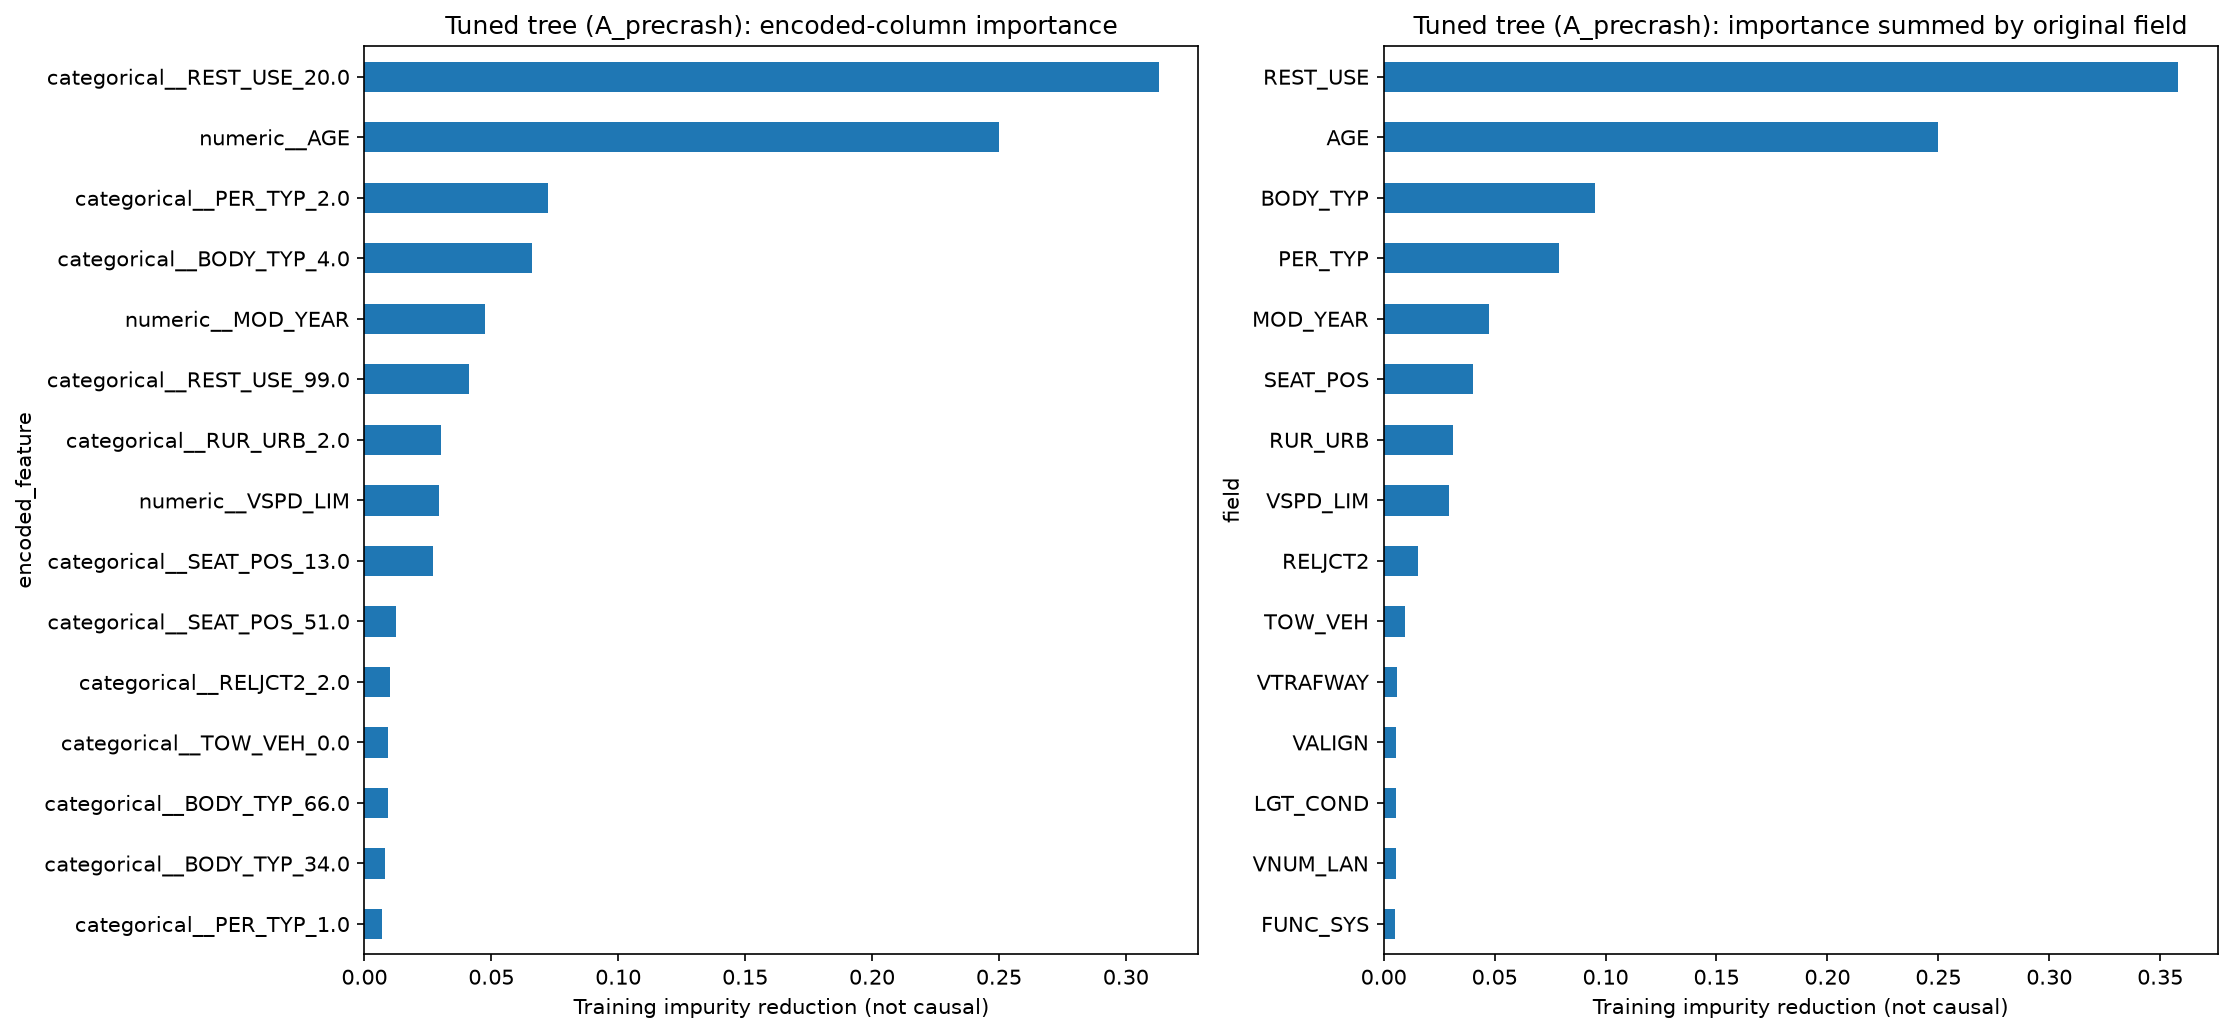 Tuned tree (A_precrash): encoded-column importance
encoded_feature
categorical__REST_USE_20.0
numeric__AGE
categorical__PER_TYP_2.0
categorical__BODY_TYP_4.0
numeric__MOD_YEAR
categorical__REST_USE_99.0
categorical__RUR_URB_2.0
numeric__VSPD_LIM
categorical__SEAT_POS_13.0
categorical__SEAT_POS_51.0
categorical__RELJCT2_2.0
categorical__TOW_VEH_0.0
categorical__BODY_TYP_66.0
categorical__BODY_TYP_34.0
categorical__PER_TYP_1.0
0.00 0.05 0.10 0.15 0.20 0.25 0.30
Training impurity reduction (not causal)
Tuned tree (A_precrash): importance summed by original field
field
REST_USE
AGE
BODY_TYP
PER_TYP
MOD_YEAR
SEAT_POS
RUR_URB
VSPD_LIM
RELJCT2
TOW_VEH
VTRAFWAY
VALIGN
LGT_COND
VNUM_LAN
FUNC_SYS
0.00 0.05 0.10 0.15 0.20 0.25 0.30 0.35
Training impurity reduction (not causal)